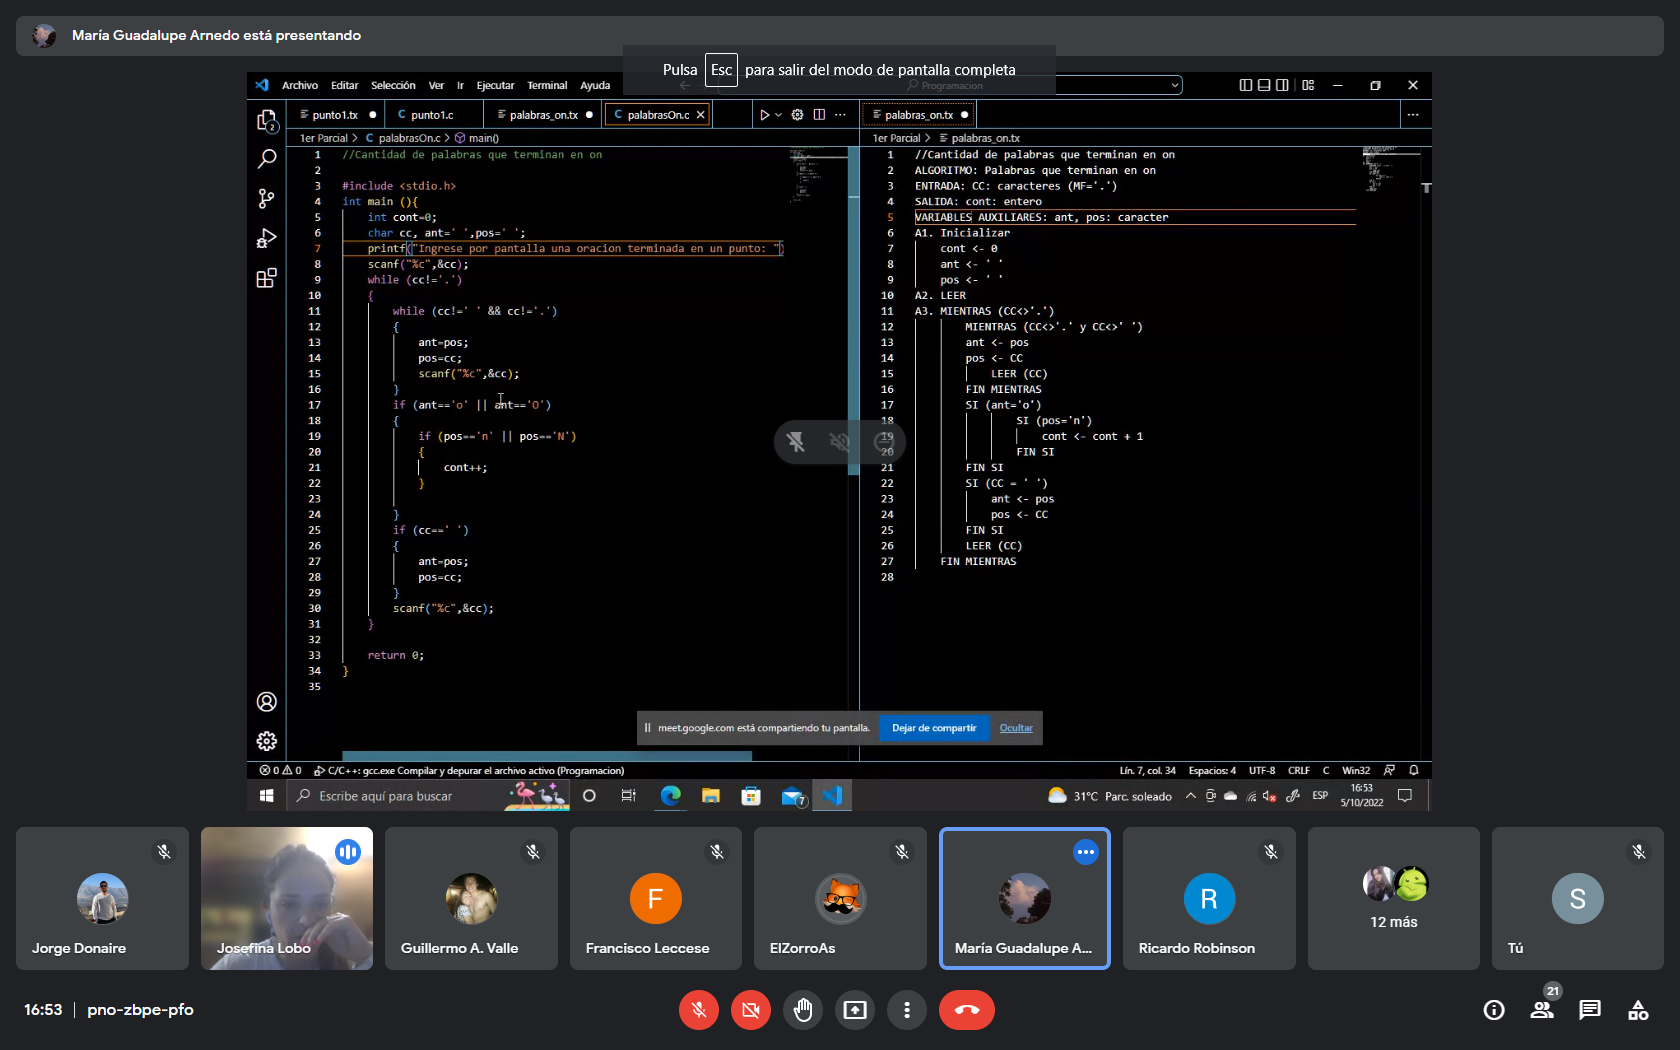 María Guadalupe Arnedo está presentando
Pulsa Esc para salir del modo de pantalla completa
Archivo Editar Selección Ver Ir Ejecutar Terminal Ayuda
Programacion
punto1.tx
punto1.c
palabras_on.tx
palabrasOn.c
palabras_on.tx
1er Parcial > palabrasOn.c > main()
1 //Cantidad de palabras que terminan en on
2
3 #include <stdio.h>
4 int main (){
5 int cont=0;
6 char cc, ant=' ',pos=' ';
7 printf("Ingrese por pantalla una oracion terminada en un punto: ")
8 scanf("%c",&cc);
9 while (cc!='.')
10 {
11 while (cc!=' ' && cc!='.')
12 {
13 ant=pos;
14 pos=cc;
15 scanf("%c",&cc);
16 }
17 if (ant=='o' || ant=='O')
18 {
19 if (pos=='n' || pos=='N')
20 {
21 cont++;
22 }
23
24 }
25 if (cc==' ')
26 {
27 ant=pos;
28 pos=cc;
29 }
30 scanf("%c",&cc);
31 }
32
33 return 0;
34 }
35
1er Parcial > palabras_on.tx
1 //Cantidad de palabras que terminan en on
2 ALGORITMO: Palabras que terminan en on
3 ENTRADA: CC: caracteres (MF='.')
4 SALIDA: cont: entero
5 VARIABLES AUXILIARES: ant, pos: caracter
6 A1. Inicializar
7 cont <- 0
8 ant <- ' '
9 pos <- ' '
10 A2. LEER
11 A3. MIENTRAS (CC<>'.')
12 MIENTRAS (CC<>'.' y CC<>' ')
13 ant <- pos
14 pos <- CC
15 LEER (CC)
16 FIN MIENTRAS
17 SI (ant='o')
18 SI (pos='n')
19 cont <- cont + 1
20 FIN SI
21 FIN SI
22 SI (CC = ' ')
23 ant <- pos
24 pos <- CC
25 FIN SI
26 LEER (CC)
27 FIN MIENTRAS
28
meet.google.com está compartiendo tu pantalla. Dejar de compartir Ocultar
0 0 C/C++: gcc.exe Compilar y depurar el archivo activo (Programacion)
Lín. 7, col. 34 Espacios: 4 UTF-8 CRLF C Win32
Escribe aquí para buscar
7
31°C Parc. soleado
ESP
16:53
5/10/2022
Jorge Donaire
Josefina Lobo
Guillermo A. Valle
F
Francisco Leccese
ElZorroAs
María Guadalupe A...
R
Ricardo Robinson
12 más
S
Tú
16:53 | pno-zbpe-pfo
21